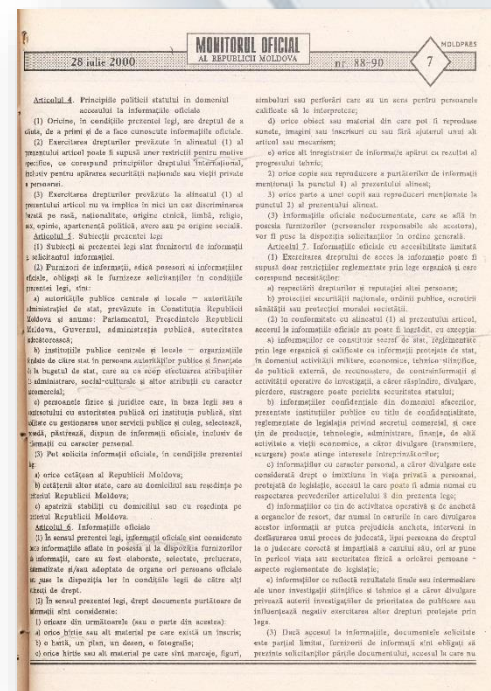 MOLDPRES
MONITORUL OFICIAL
28 iulie 2000
AL REPUBLICII MOLDOVA
nr. 88-90
7
Articolul 4. Principiile politicii statului în domeniul
accesului la informaţiile oficiale
(1) Oricine, în condiţiile prezentei legi, are dreptul de a
căuta, de a primi şi de a face cunoscute informaţiile oficiale.
(2) Exercitarea drepturilor prevăzute în alineatul (1) al
prezentului articol poate fi supusă unor restricţii pentru motive
specifice, ce corespund principiilor dreptului internaţional,
inclusiv pentru apărarea securităţii naţionale sau vieţii private
a persoanei.
(3) Exercitarea drepturilor prevăzute la alineatul (1) al
prezentului articol nu va implica în nici un caz discriminarea
bazată pe rasă, naţionalitate, origine etnică, limbă, religie,
sex, opinie, apartenenţă politică, avere sau pe origine socială.
Articolul 5. Subiecţii prezentei legi
(1) Subiecţi ai prezentei legi sînt furnizorul de informaţii
şi solicitantul informaţiei.
(2) Furnizori de informaţii, adică posesori ai informaţiilor
oficiale, obligaţi să le furnizeze solicitanţilor în condiţiile
prezentei legi, sînt:
a) autorităţile publice centrale şi locale – autorităţile
administraţiei de stat, prevăzute în Constituţia Republicii
Moldova şi anume: Parlamentul, Preşedintele Republicii
Moldova, Guvernul, administraţia publică, autoritatea
judecătorească;
b) instituţiile publice centrale şi locale – organizaţiile
fondate de către stat în persoana autorităţilor publice şi finanţate
de la bugetul de stat, care au ca scop efectuarea atribuţiilor
de administrare, social-culturale şi altor atribuţii cu caracter
necomercial;
c) persoanele fizice şi juridice care, în baza legii sau a
contractului cu autoritatea publică ori instituţia publică, sînt
abilitate cu gestionarea unor servicii publice şi culeg, selectează,
posedă, păstrează, dispun de informaţii oficiale, inclusiv de
informaţii cu caracter personal.
(3) Pot solicita informaţii oficiale, în condiţiile prezentei
legi:
a) orice cetăţean al Republicii Moldova;
b) cetăţenii altor state, care au domiciliul sau reşedinţa pe
teritoriul Republicii Moldova;
c) apatrizii stabiliţi cu domiciliul sau cu reşedinţa pe
teritoriul Republicii Moldova.
Articolul 6. Informaţiile oficiale
(1) În sensul prezentei legi, informaţii oficiale sînt considerate
toate informaţiile aflate în posesia şi la dispoziţia furnizorilor
de informaţii, care au fost elaborate, selectate, prelucrate,
sistematizate şi/sau adoptate de organe ori persoane oficiale
sau puse la dispoziţia lor în condiţiile legii de către alţi
subiecţi de drept.
(2) În sensul prezentei legi, drept documente purtătoare de
informaţii sînt considerate:
1) oricare din următoarele (sau o parte din acestea):
a) orice hîrtie sau alt material pe care există un înscris;
b) o hartă, un plan, un desen, o fotografie;
c) orice hîrtie sau alt material pe care sînt marcaje, figuri,
simboluri sau perforări care au un sens pentru persoanele
calificate să le interpreteze;
d) orice obiect sau material din care pot fi reproduse
sunete, imagini sau înscrisuri cu sau fără ajutorul unui alt
articol sau mecanism;
e) orice alt înregistrator de informaţie apărut ca rezultat al
progresului tehnic;
2) orice copie sau reproducere a purtătorilor de informaţii
menţionaţi la punctul 1) al prezentului alineat;
3) orice parte a unei copii sau reproduceri menţionate la
punctul 2) al prezentului alineat.
(3) Informaţiile oficiale nedocumentate, care se află în
posesia furnizorilor (persoanelor responsabile ale acestora),
vor fi puse la dispoziţia solicitanţilor în ordine generală.
Articolul 7. Informaţiile oficiale cu accesibilitate limitată
(1) Exercitarea dreptului de acces la informaţie poate fi
supusă doar restricţiilor reglementate prin lege organică şi care
corespund necesităţilor:
a) respectării drepturilor şi reputaţiei altei persoane;
b) protecţiei securităţii naţionale, ordinii publice, ocrotirii
sănătăţii sau protecţiei moralei societăţii.
(2) În conformitate cu alineatul (1) al prezentului articol,
accesul la informaţiile oficiale nu poate fi îngrădit, cu excepţia:
a) informaţiilor ce constituie secret de stat, reglementate
prin lege organică şi calificate ca informaţii protejate de stat,
în domeniul activităţii militare, economice, tehnico-ştiinţifice,
de politică externă, de recunoaştere, de contrainformaţii şi
activităţii operative de investigaţii, a căror răspîndire, divulgare,
pierdere, sustragere poate periclita securitatea statului;
b) informaţiilor confidenţiale din domeniul afacerilor,
prezentate instituţiilor publice cu titlu de confidenţialitate,
reglementate de legislaţia privind secretul comercial, şi care
ţin de producţie, tehnologie, administrare, finanţe, de altă
activitate a vieţii economice, a căror divulgare (transmitere,
scurgere) poate atinge interesele întreprinzătorilor;
c) informaţiilor cu caracter personal, a căror divulgare este
considerată drept o imixtiune în viaţa privată a persoanei,
protejată de legislaţie, accesul la care poate fi admis numai cu
respectarea prevederilor articolului 8 din prezenta lege;
d) informaţiilor ce ţin de activitatea operativă şi de anchetă
a organelor de resort, dar numai în cazurile în care divulgarea
acestor informaţii ar putea prejudicia ancheta, interveni în
desfăşurarea unui proces de judecată, lipsi persoana de dreptul
la o judecare corectă şi imparţială a cazului său, ori ar pune
în pericol viaţa sau securitatea fizică a oricărei persoane –
aspecte reglementate de legislaţie;
e) informaţiilor ce reflectă rezultatele finale sau intermediare
ale unor investigaţii ştiinţifice şi tehnice şi a căror divulgare
privează autorii investigaţiilor de prioritatea de publicare sau
influenţează negativ exercitarea altor drepturi protejate prin
lege.
(3) Dacă accesul la informaţiile, documentele solicitate
este parţial limitat, furnizorii de informaţii sînt obligaţi să
prezinte solicitanţilor părţile documentului, accesul la care nu